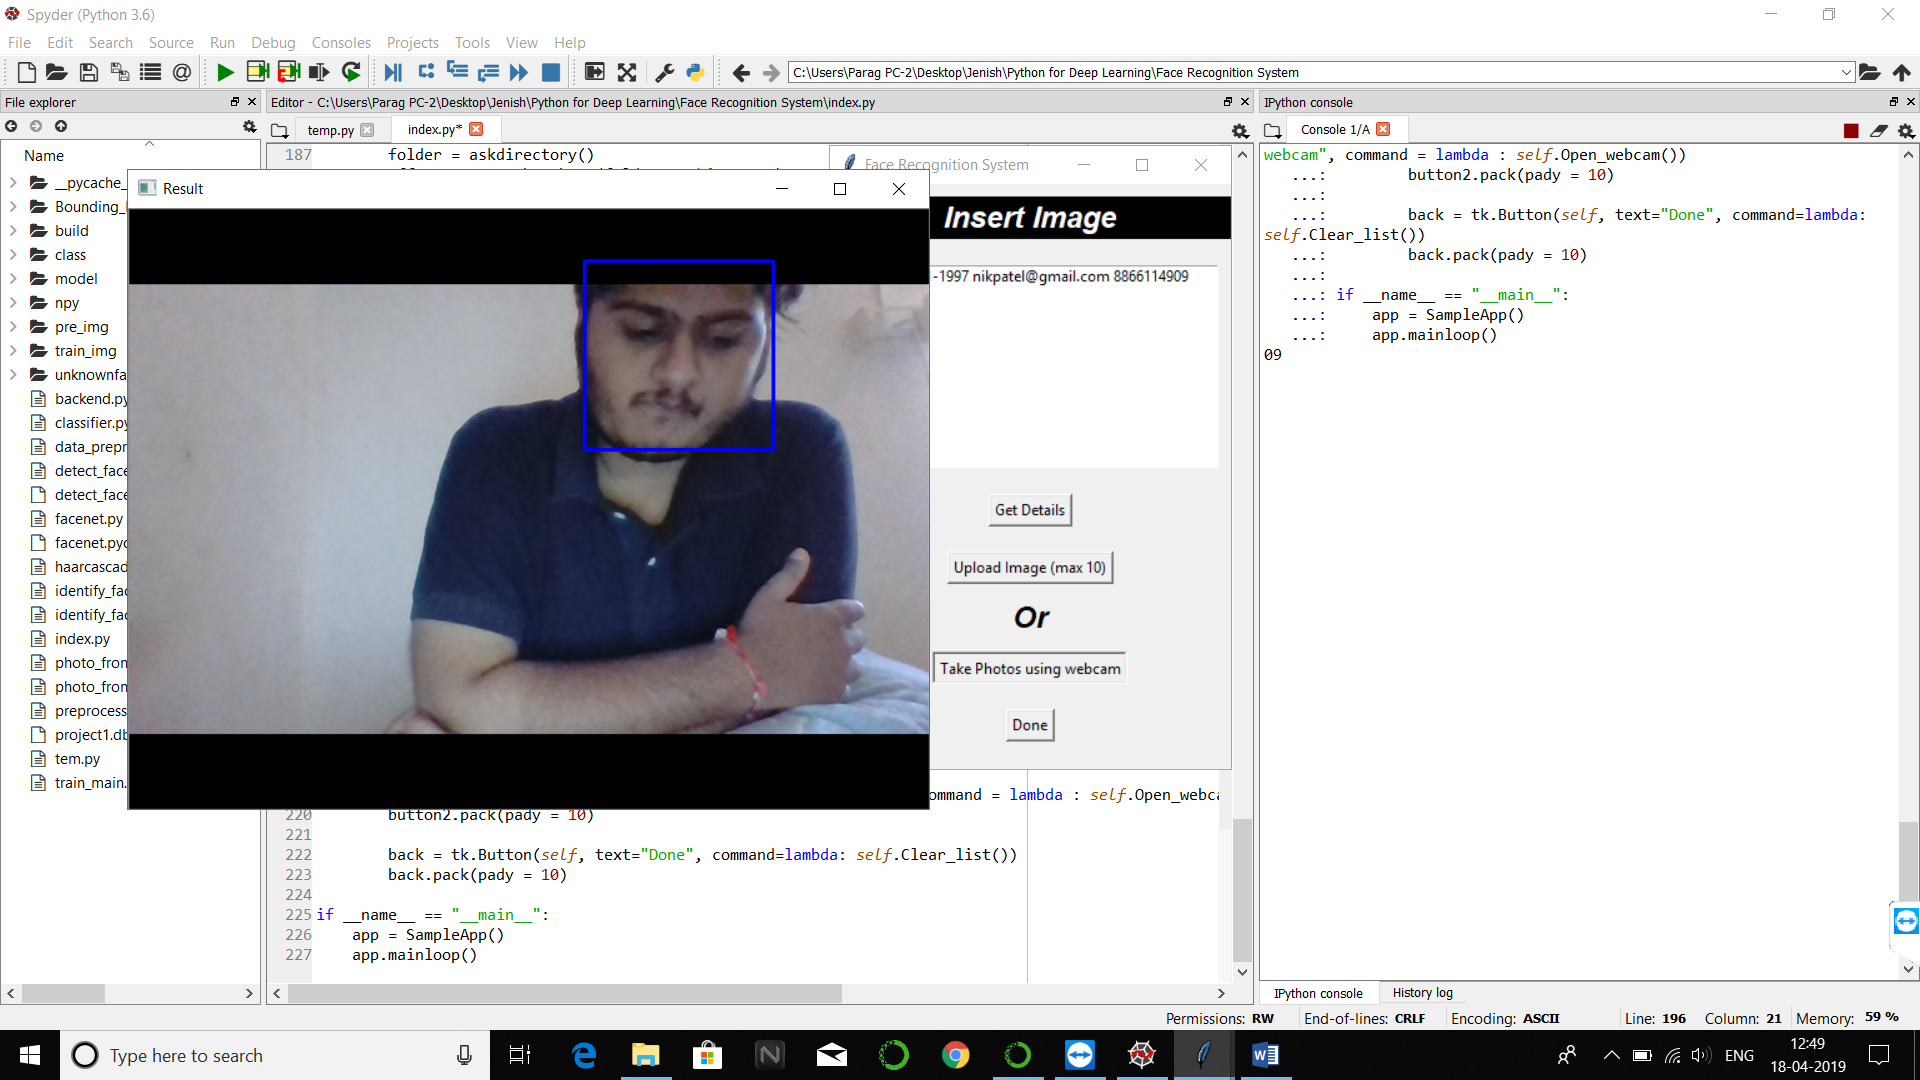 Spyder (Python 3.6)
File Edit Search Source Run Debug Consoles Projects Tools View Help
C:\Users\Parag PC-2\Desktop\Jenish\Python for Deep Learning\Face Recognition System
File explorer
Editor - C:\Users\Parag PC-2\Desktop\Jenish\Python for Deep Learning\Face Recognition System\index.py
IPython console
temp.py
index.py*
Console 1/A
Name
__pycache_
Bounding_
build
class
model
npy
pre_img
train_img
unknownfa
backend.py
classifier.py
data_prepr
detect_face
detect_face
facenet.py
facenet.pyc
haarcascad
identify_fac
identify_fac
index.py
photo_fron
photo_fron
preprocess
project1.db
tem.py
train_main.
187 folder = askdirectory()
Result
Face Recognition System
Insert Image
-1997 nikpatel@gmail.com 8866114909
Get Details
Upload Image (max 10)
Or
Take Photos using webcam
Done
ommand = lambda : self.Open_webca
220 button2.pack(pady = 10)
221
222 back = tk.Button(self, text="Done", command=lambda: self.Clear_list())
223 back.pack(pady = 10)
224
225 if __name__ == "__main__":
226 app = SampleApp()
227 app.mainloop()
webcam", command = lambda : self.Open_webcam())
...: button2.pack(pady = 10)
...:
...: back = tk.Button(self, text="Done", command=lambda:
self.Clear_list())
...: back.pack(pady = 10)
...:
...: if __name__ == "__main__":
...: app = SampleApp()
...: app.mainloop()
09
IPython console
History log
Permissions: RW End-of-lines: CRLF Encoding: ASCII Line: 196 Column: 21 Memory: 59 %
Type here to search
ENG
12:49
18-04-2019